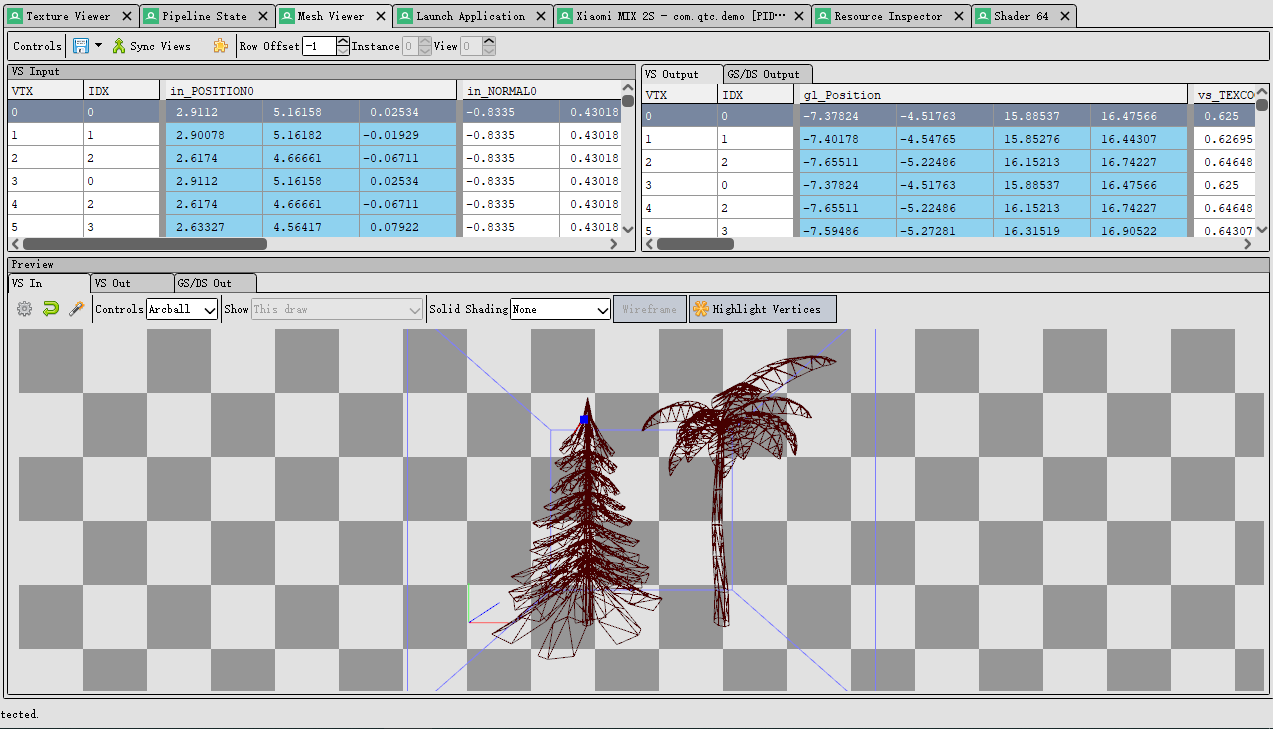 Texture Viewer Pipeline State Mesh Viewer Launch Application Xiaomi MIX 2S - com.qtc.demo [PID··· Resource Inspector Shader 64
Controls Sync Views Row Offset -1 Instance 0 View 0
VS Input
VTX IDX in_POSITION0 in_NORMAL0
0 0 2.9112 5.16158 0.02534 -0.8335 0.43018
1 1 2.90078 5.16182 -0.01929 -0.8335 0.43018
2 2 2.6174 4.66661 -0.06711 -0.8335 0.43018
3 0 2.9112 5.16158 0.02534 -0.8335 0.43018
4 2 2.6174 4.66661 -0.06711 -0.8335 0.43018
5 3 2.63327 4.56417 0.07922 -0.8335 0.43018
VS Output GS/DS Output
VTX IDX gl_Position vs_TEXCO
0 0 -7.37824 -4.51763 15.88537 16.47566 0.625
1 1 -7.40178 -4.54765 15.85276 16.44307 0.62695
2 2 -7.65511 -5.22486 16.15213 16.74227 0.64648
3 0 -7.37824 -4.51763 15.88537 16.47566 0.625
4 2 -7.65511 -5.22486 16.15213 16.74227 0.64648
5 3 -7.59486 -5.27281 16.31519 16.90522 0.64307
Preview
VS In VS Out GS/DS Out
Controls Arcball Show This draw Solid Shading None Wireframe Highlight Vertices
tected.